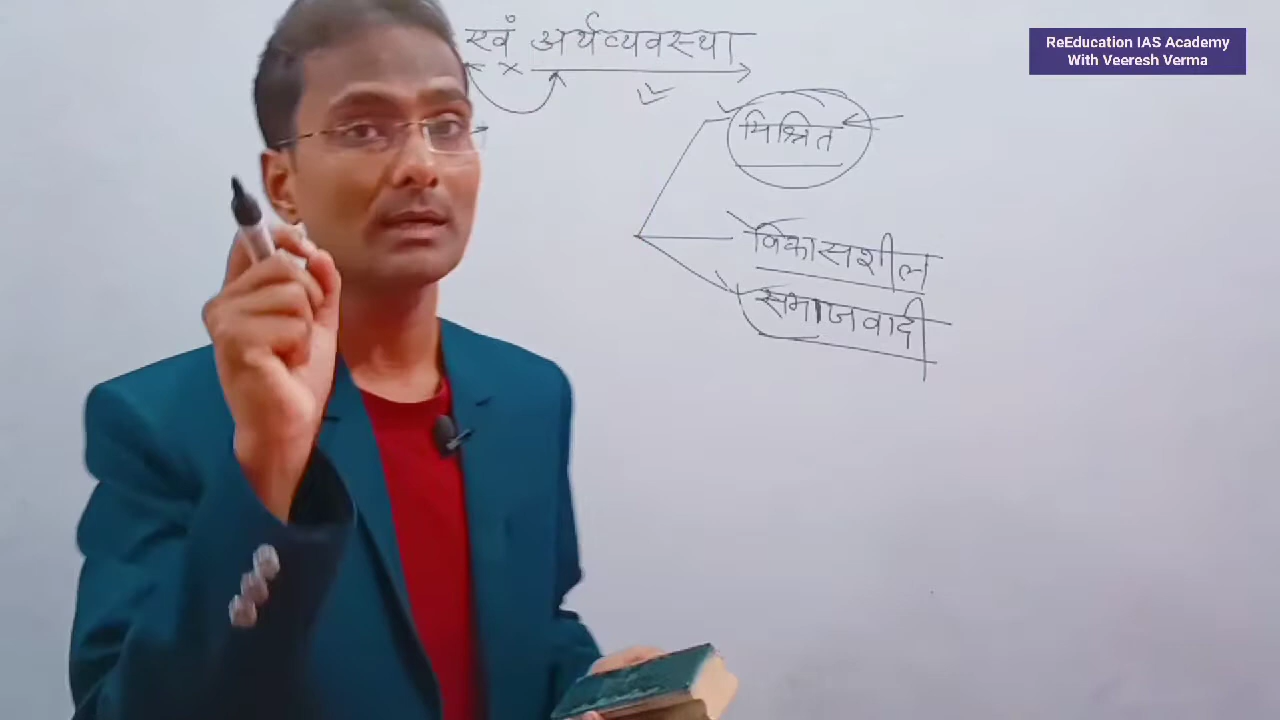 एवं अर्थव्यवस्था
ReEducation IAS Academy
With Veeresh Verma
मिश्रित
विकासशील
समाजवादी